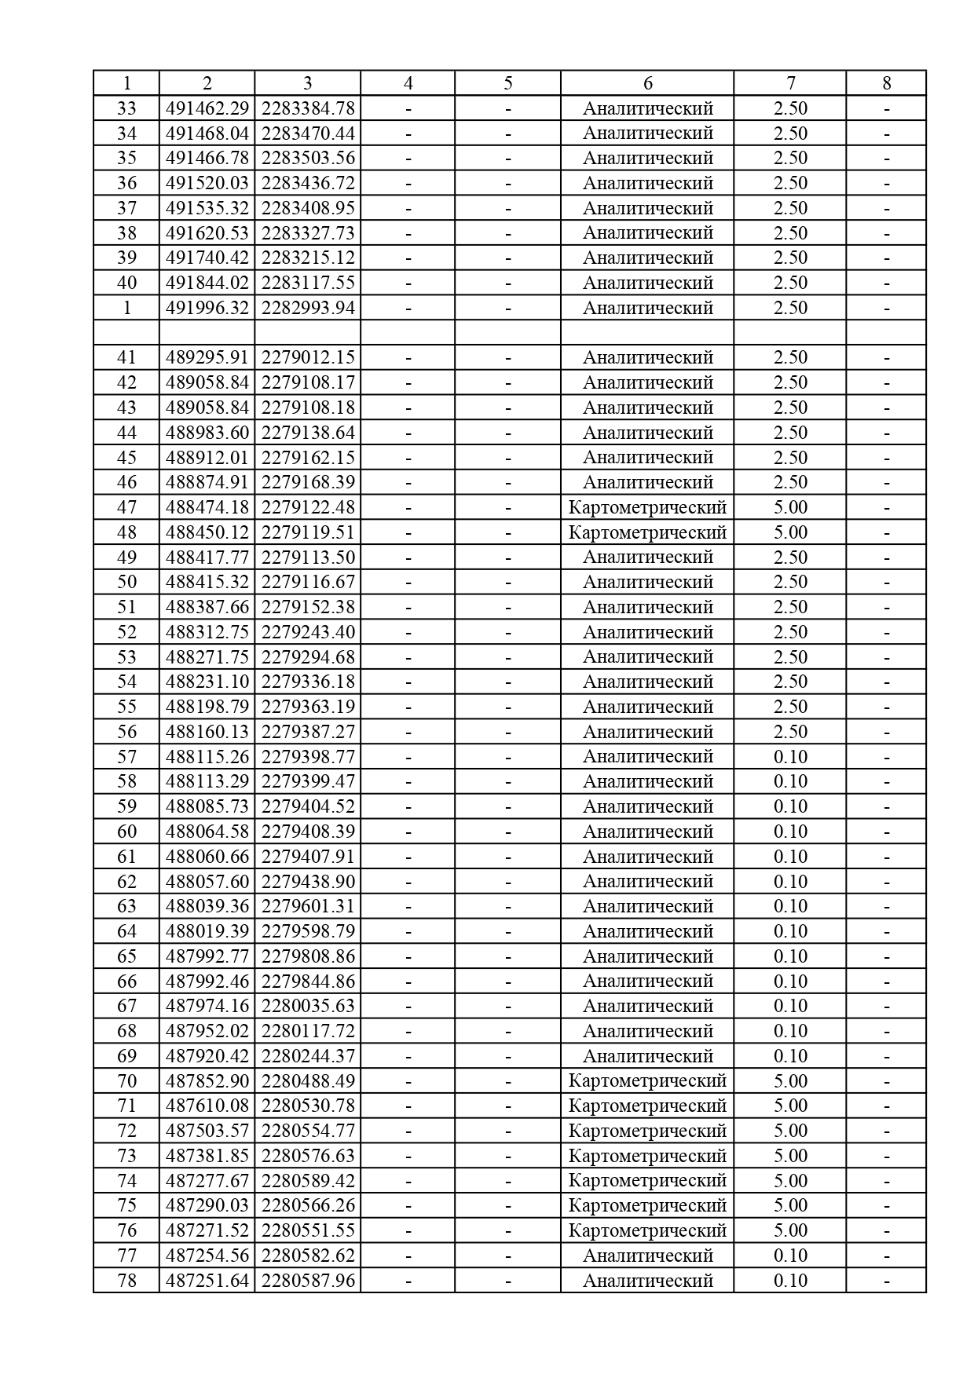 1 2 3 4 5 6 7 8
33 491462.29 2283384.78 - - Аналитический 2.50 -
34 491468.04 2283470.44 - - Аналитический 2.50 -
35 491466.78 2283503.56 - - Аналитический 2.50 -
36 491520.03 2283436.72 - - Аналитический 2.50 -
37 491535.32 2283408.95 - - Аналитический 2.50 -
38 491620.53 2283327.73 - - Аналитический 2.50 -
39 491740.42 2283215.12 - - Аналитический 2.50 -
40 491844.02 2283117.55 - - Аналитический 2.50 -
1 491996.32 2282993.94 - - Аналитический 2.50 -
41 489295.91 2279012.15 - - Аналитический 2.50 -
42 489058.84 2279108.17 - - Аналитический 2.50 -
43 489058.84 2279108.18 - - Аналитический 2.50 -
44 488983.60 2279138.64 - - Аналитический 2.50 -
45 488912.01 2279162.15 - - Аналитический 2.50 -
46 488874.91 2279168.39 - - Аналитический 2.50 -
47 488474.18 2279122.48 - - Картометрический 5.00 -
48 488450.12 2279119.51 - - Картометрический 5.00 -
49 488417.77 2279113.50 - - Аналитический 2.50 -
50 488415.32 2279116.67 - - Аналитический 2.50 -
51 488387.66 2279152.38 - - Аналитический 2.50 -
52 488312.75 2279243.40 - - Аналитический 2.50 -
53 488271.75 2279294.68 - - Аналитический 2.50 -
54 488231.10 2279336.18 - - Аналитический 2.50 -
55 488198.79 2279363.19 - - Аналитический 2.50 -
56 488160.13 2279387.27 - - Аналитический 2.50 -
57 488115.26 2279398.77 - - Аналитический 0.10 -
58 488113.29 2279399.47 - - Аналитический 0.10 -
59 488085.73 2279404.52 - - Аналитический 0.10 -
60 488064.58 2279408.39 - - Аналитический 0.10 -
61 488060.66 2279407.91 - - Аналитический 0.10 -
62 488057.60 2279438.90 - - Аналитический 0.10 -
63 488039.36 2279601.31 - - Аналитический 0.10 -
64 488019.39 2279598.79 - - Аналитический 0.10 -
65 487992.77 2279808.86 - - Аналитический 0.10 -
66 487992.46 2279844.86 - - Аналитический 0.10 -
67 487974.16 2280035.63 - - Аналитический 0.10 -
68 487952.02 2280117.72 - - Аналитический 0.10 -
69 487920.42 2280244.37 - - Аналитический 0.10 -
70 487852.90 2280488.49 - - Картометрический 5.00 -
71 487610.08 2280530.78 - - Картометрический 5.00 -
72 487503.57 2280554.77 - - Картометрический 5.00 -
73 487381.85 2280576.63 - - Картометрический 5.00 -
74 487277.67 2280589.42 - - Картометрический 5.00 -
75 487290.03 2280566.26 - - Картометрический 5.00 -
76 487271.52 2280551.55 - - Картометрический 5.00 -
77 487254.56 2280582.62 - - Аналитический 0.10 -
78 487251.64 2280587.96 - - Аналитический 0.10 -